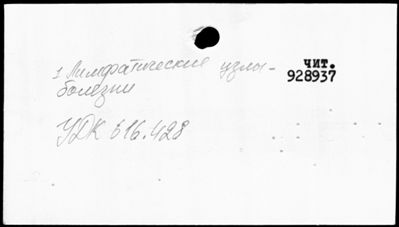 1 Лимфатические узлы-
чит.
928937
болезни
УДК 616.428